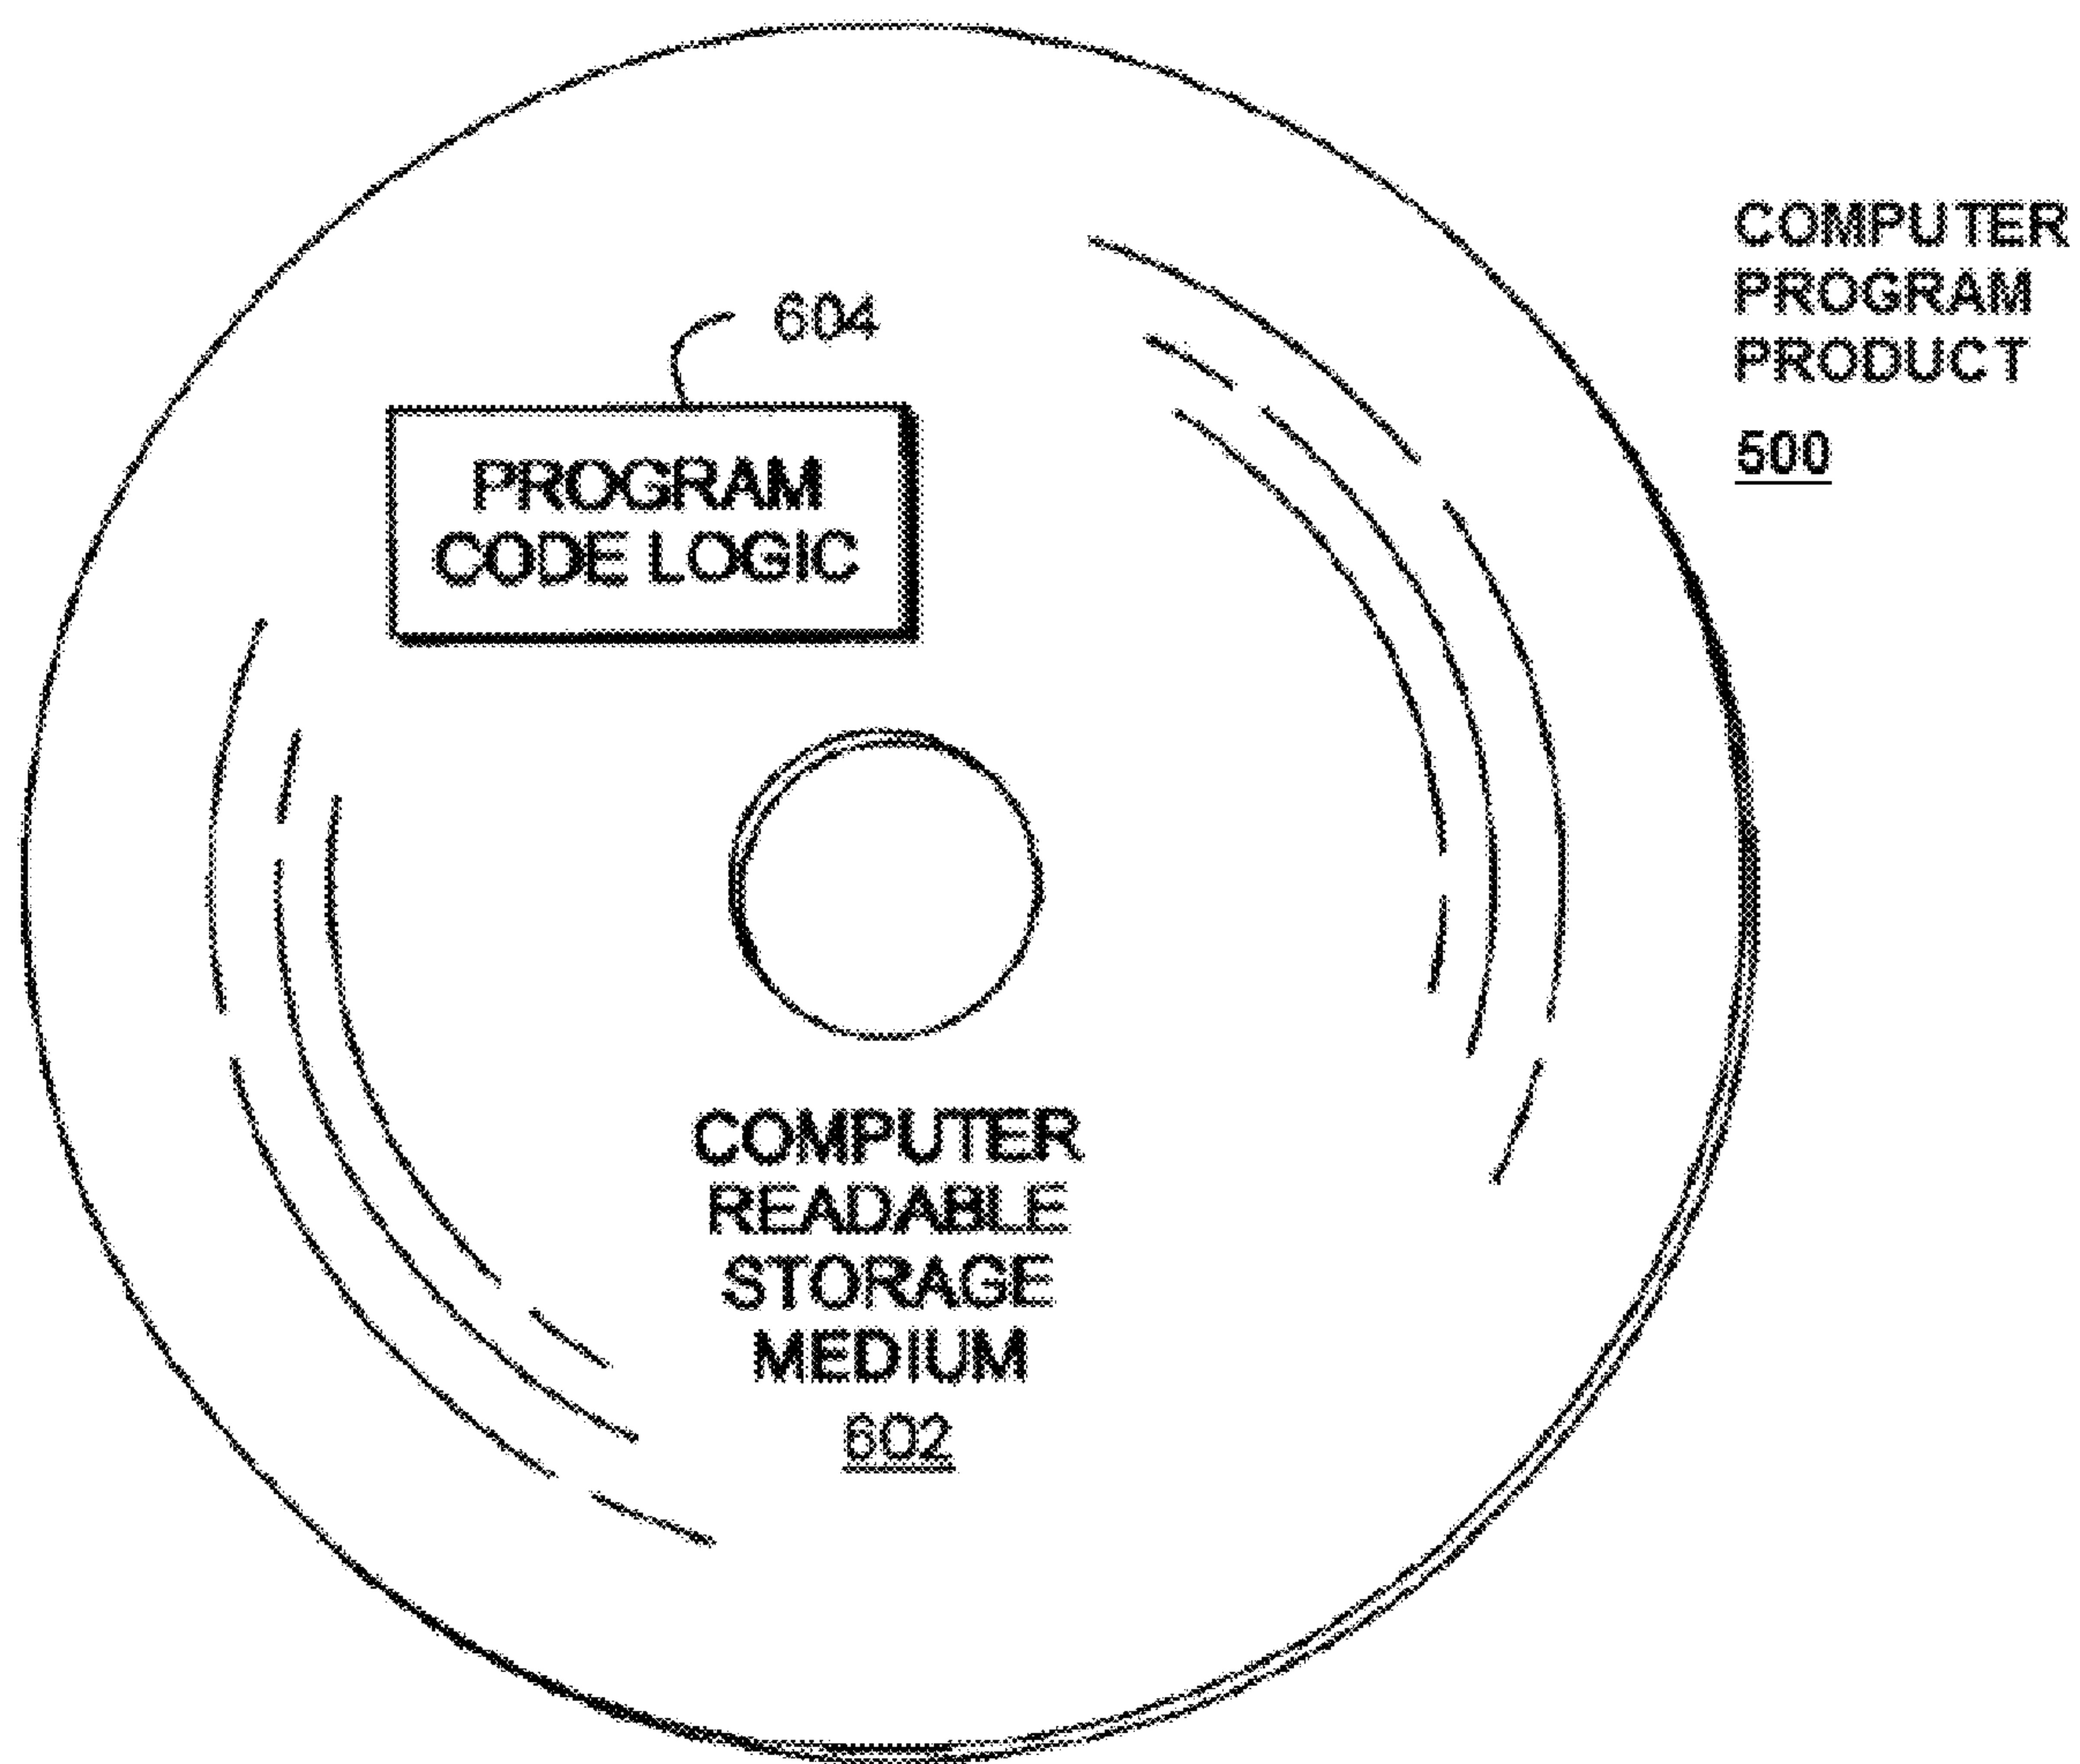 COMPUTER
PROGRAM
PRODUCT
500
604
PROGRAM
CODE LOGIC
COMPUTER
READABLE
STORAGE
MEDIUM
602